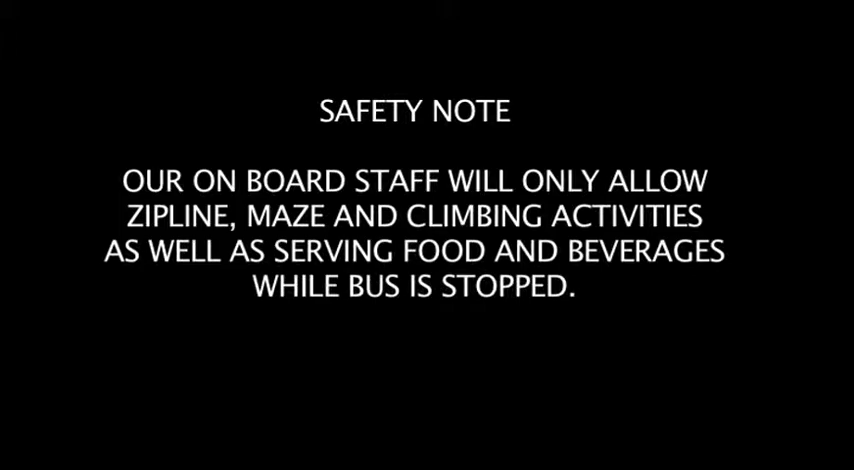 SAFETY NOTE
OUR ON BOARD STAFF WILL ONLY ALLOW
ZIPLINE, MAZE AND CLIMBING ACTIVITIES
AS WELL AS SERVING FOOD AND BEVERAGES
WHILE BUS IS STOPPED.